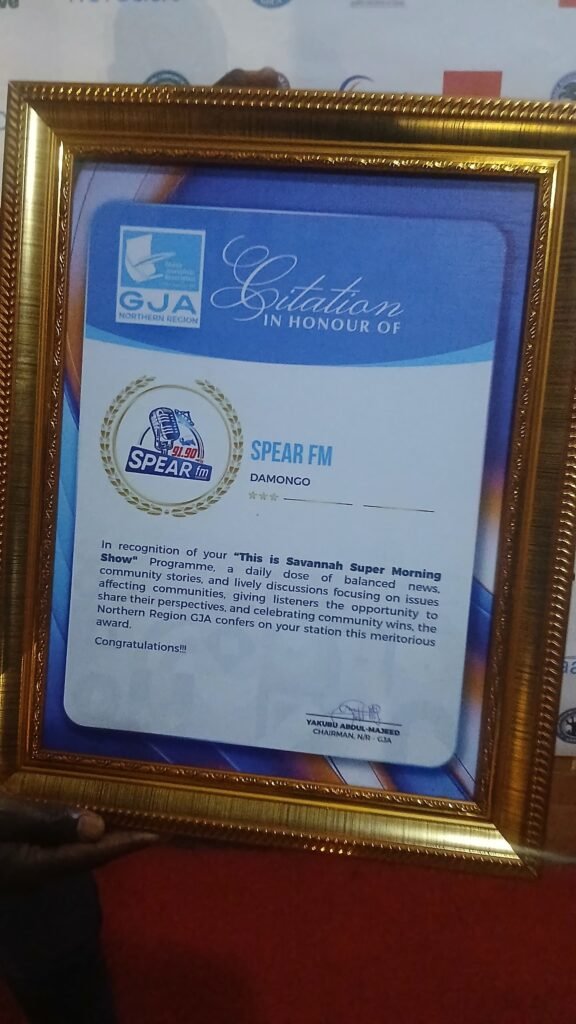 GJA
NORTHERN REGION
Citation
IN HONOUR OF
91.90
SPEAR fm
SPEAR FM
DAMONGO
In recognition of your "This is Savannah Super Morning
Show" Programme, a daily dose of balanced news,
community stories, and lively discussions focusing on issues
affecting communities, giving listeners the opportunity to
share their perspectives, and celebrating community wins, the
Northern Region GJA confers on your station this meritorious
award.
Congratulations!!!
YAKUBU ABDUL-MAJEED
CHAIRMAN, N/R - GJA